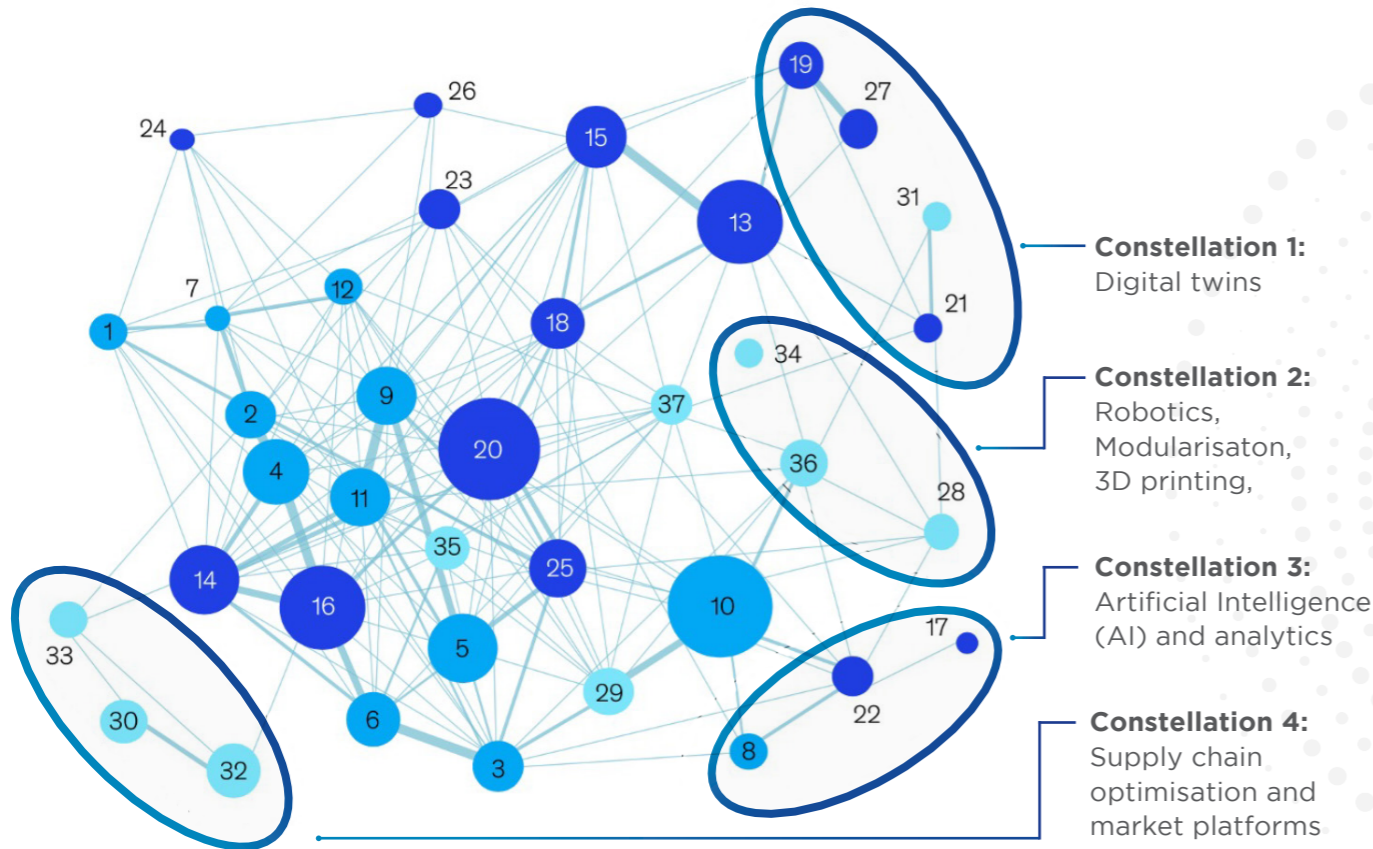 19
27
26
24
15
23
13
31
Constellation 1:
Digital twins
7
12
1
18
21
34
Constellation 2:
Robotics,
Modularisaton,
3D printing,
2
9
37
20
4
11
36
28
35
14
16
25
10
Constellation 3:
Artificial Intelligence
(AI) and analytics
17
33
5
29
22
30
6
8
32
3
Constellation 4:
Supply chain
optimisation and
market platforms